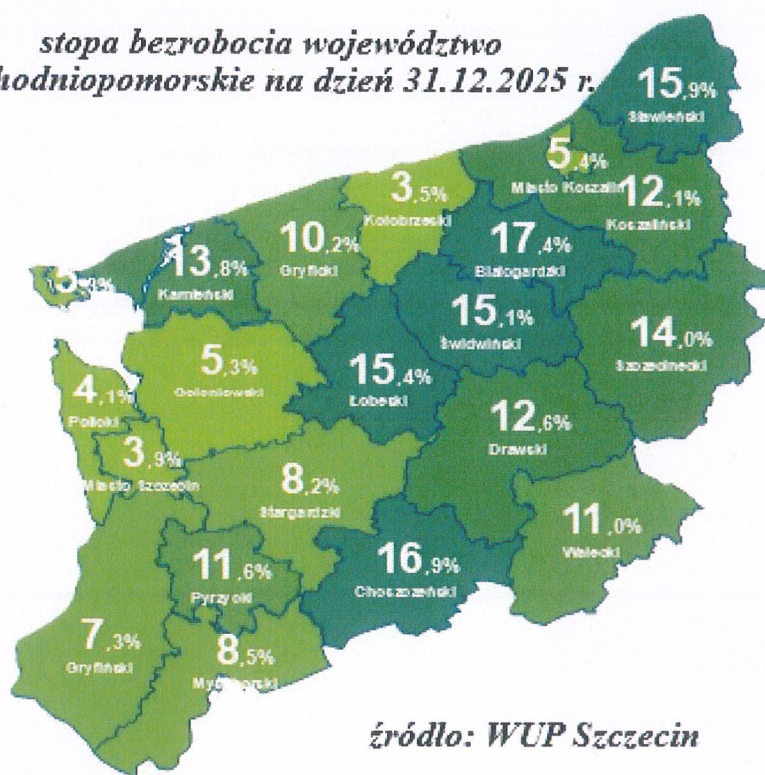 stopa bezrobocia województwo
hodniopomorskie na dzień 31.12.2025 r.
15,9%
Sławieński
5,4%
Miasto Koszalin
12,1%
Koszaliński
3,5%
Kołobrzeski
10,2%
Gryficki
17,4%
Białogardzki
13,8%
Kamieński
15,1%
Świdwiński
14,0%
Szczecinecki
5,3%
Goleniowski
15,4%
Łobeski
4,1%
Policki
12,6%
Drawski
3,9%
Miasto Szczecin
8,2%
Stargardzki
11,0%
Wałecki
11,6%
Pyrzycki
16,9%
Choszczeński
7,3%
Gryfiński
8,5%
źródło: WUP Szczecin